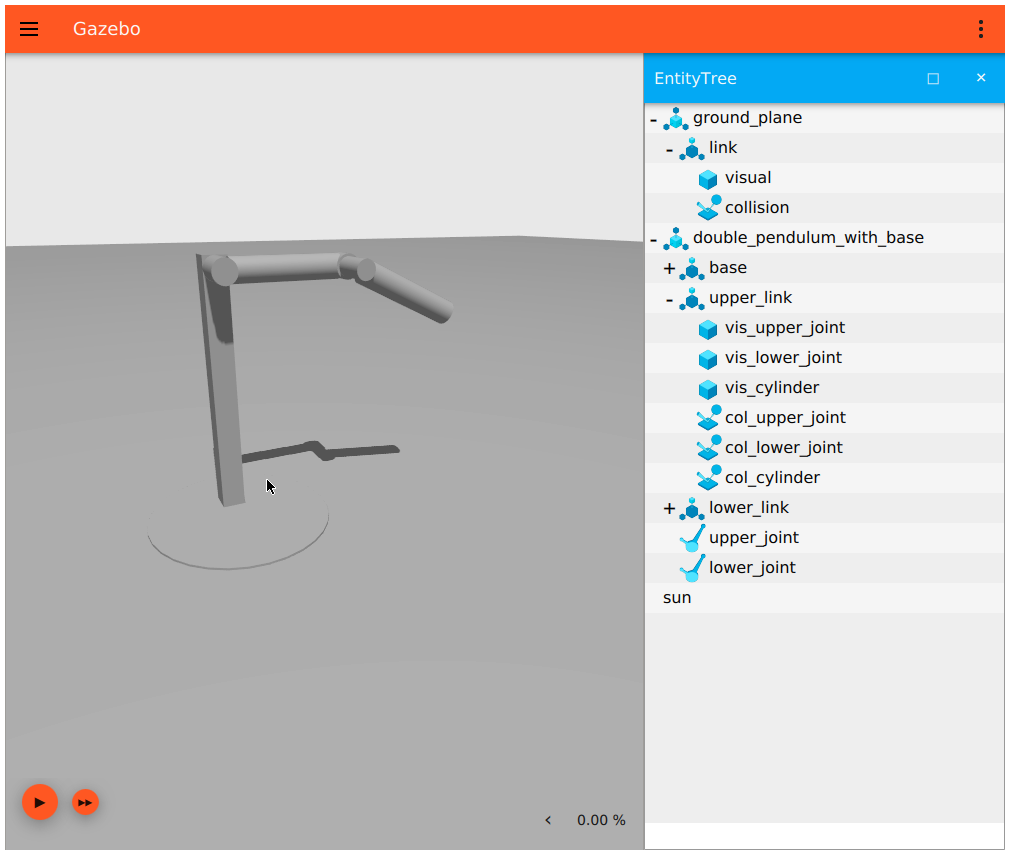 Gazebo
EntityTree
ground_plane
link
visual
collision
double_pendulum_with_base
base
upper_link
vis_upper_joint
vis_lower_joint
vis_cylinder
col_upper_joint
col_lower_joint
col_cylinder
lower_link
upper_joint
lower_joint
sun
0.00 %